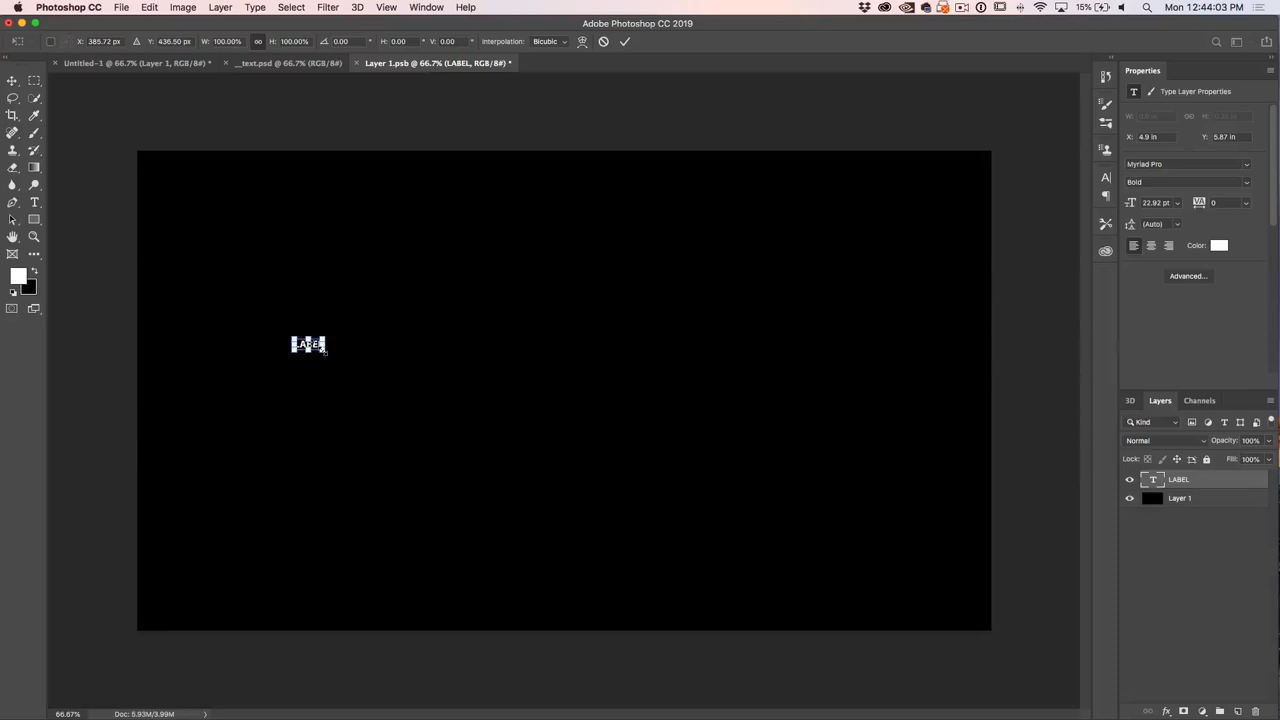 Photoshop CC File Edit Image Layer Type Select Filter 3D View Window Help 15% Mon 12:44:03 PM
Adobe Photoshop CC 2019
X: 385.72 px Y: 436.50 px W: 100.00% H: 100.00% 0.00 ° H: 0.00 ° V: 0.00 ° Interpolation: Bicubic
Untitled-1 @ 66.7% (Layer 1, RGB/8#) * __text.psd @ 66.7% (RGB/8#) Layer 1.psb @ 66.7% (LABEL, RGB/8#) *
Properties
Type Layer Properties
X: 4.9 in Y: 5.87 in
Myriad Pro
Bold
22.92 pt VA 0
(Auto)
Color:
Advanced...
LABEL
3D Layers Channels
Kind
Normal Opacity: 100%
Lock: Fill: 100%
T LABEL
Layer 1
66.67% Doc: 5.93M/3.99M